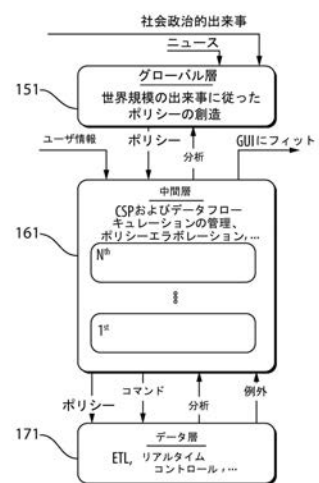 社会政治的出来事
ニュース
グローバル層
世界規模の出来事に従った
ポリシーの創造
151
ユーザ情報
ポリシー
分析
GUIにフィット
中間層
CSPおよびデータフロー
キュレーションの管理、
ポリシーエラボレーション，…
161
Nth
1st
ポリシー
コマンド
分析
例外
171
データ層
ETL, リアルタイム
コントロール，…